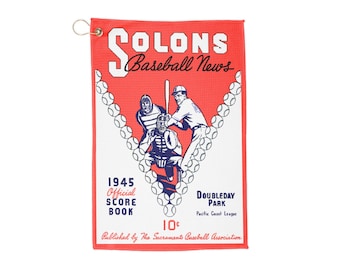 SOLONS
Baseball News
1945
Official
SCORE
BOOK
DOUBLEDAY
PARK
Pacific Coast League
10¢
Published by The Sacramento Baseball Association